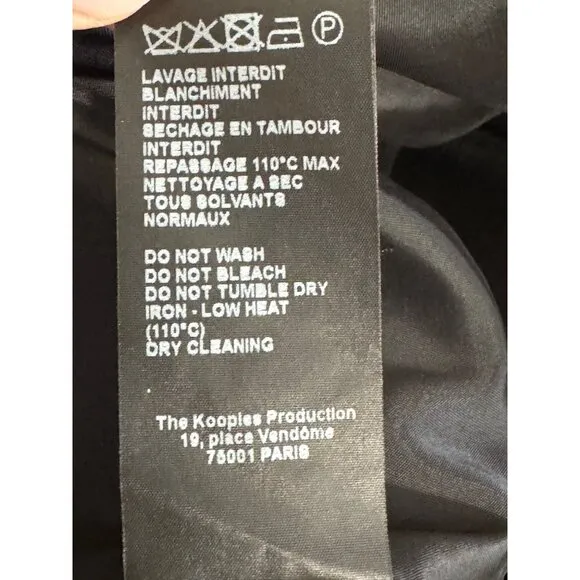 P
LAVAGE INTERDIT
BLANCHIMENT
INTERDIT
SECHAGE EN TAMBOUR
INTERDIT
REPASSAGE 110°C MAX
NETTOYAGE A SEC
TOUS SOLVANTS
NORMAUX
DO NOT WASH
DO NOT BLEACH
DO NOT TUMBLE DRY
IRON - LOW HEAT
(110°C)
DRY CLEANING
The Kooples Production
19, place Vendôme
75001 PARIS